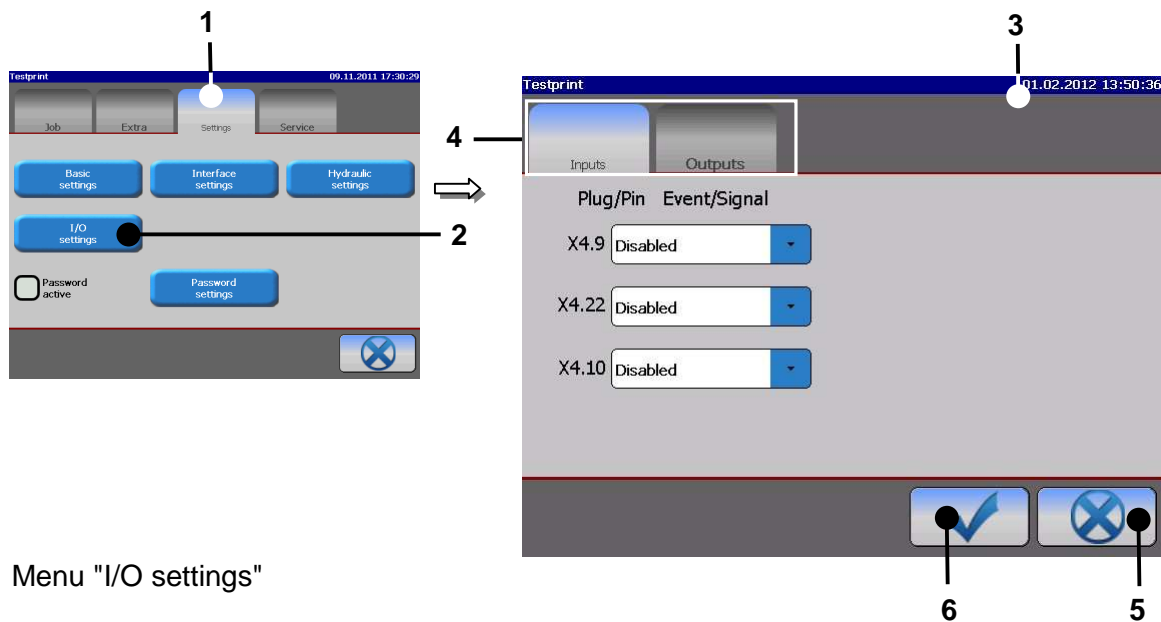 1
Testprint 09.11.2011 17:30:29
Job Extra Settings Service
Basic settings
Interface settings
Hydraulic settings
I/O settings
2
Password active
Password settings
3
Testprint 01.02.2012 13:50:36
4
Inputs Outputs
Plug/Pin Event/Signal
X4.9 Disabled
X4.22 Disabled
X4.10 Disabled
6
5
Menu "I/O settings"